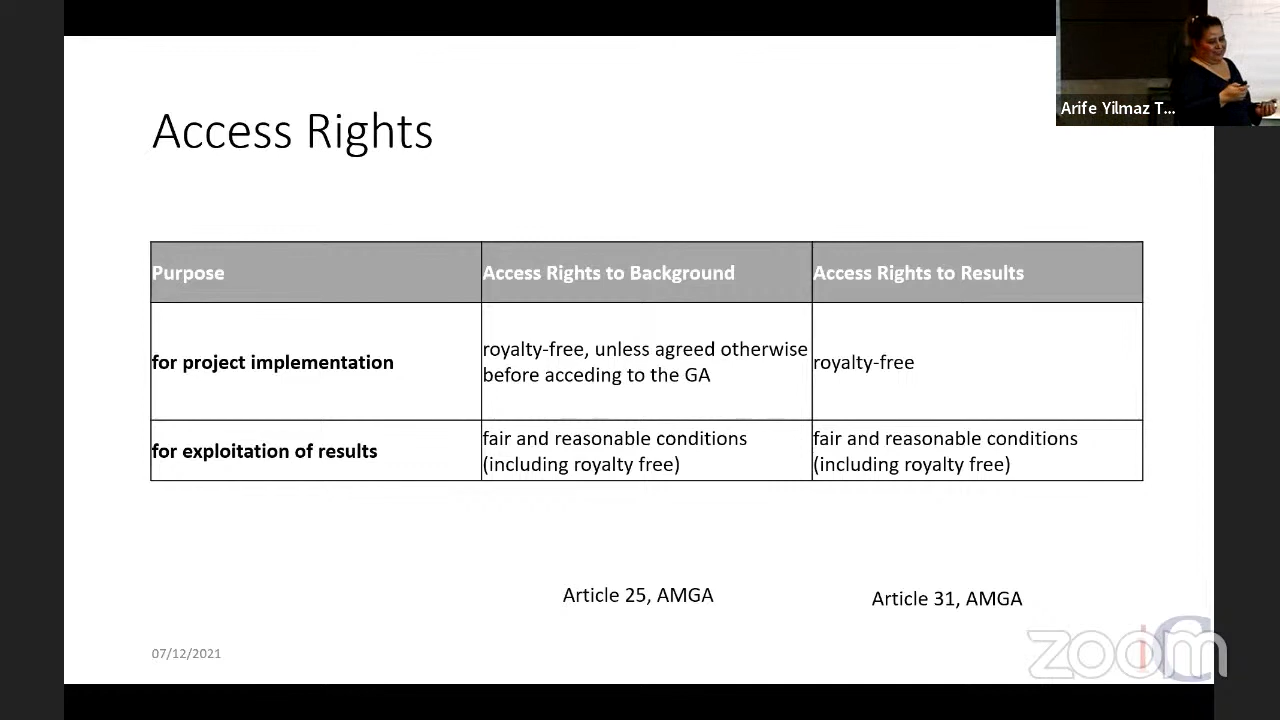 Arife Yilmaz T...
Access Rights
Purpose
Access Rights to Background
Access Rights to Results
for project implementation
royalty-free, unless agreed otherwise
before acceding to the GA
royalty-free
for exploitation of results
fair and reasonable conditions
(including royalty free)
fair and reasonable conditions
(including royalty free)
Article 25, AMGA
Article 31, AMGA
07/12/2021
zoom